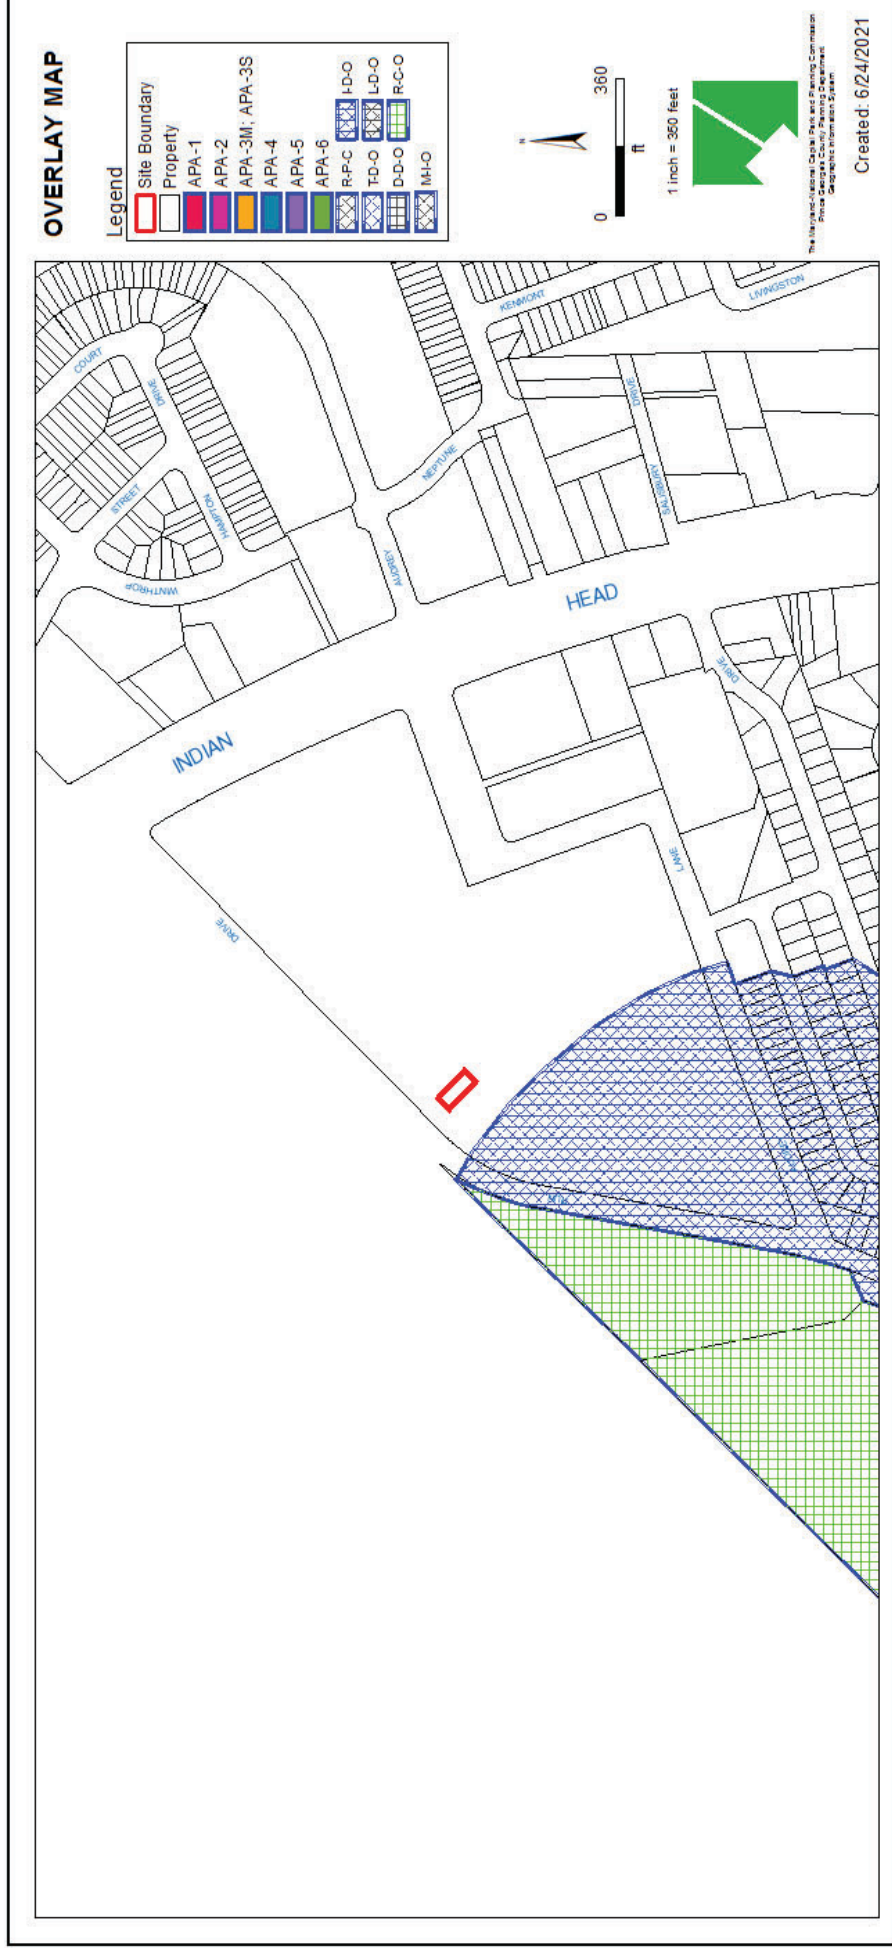 OVERLAY MAP
Legend
Site Boundary
Property
APA-1
APA-2
APA-3M; APA-3S
APA-4
APA-5
APA-6
R-P-C
I-D-O
T-D-O
L-D-O
D-D-O
R-C-O
M-I-O
N
0
360
ft
1 inch = 350 feet
The Maryland-National Capital Park and Planning Commission
Prince George's County Planning Department
Geographic Information System
Created: 6/24/2021
COURT
DRIVE
STREET
HAMPTON
WINTHROP
AUDREY
NEPTUNE
KENMONT
LIVINGSTON
DRIVE
SALISBURY
INDIAN
HEAD
DRIVE
LANE
DRIVE